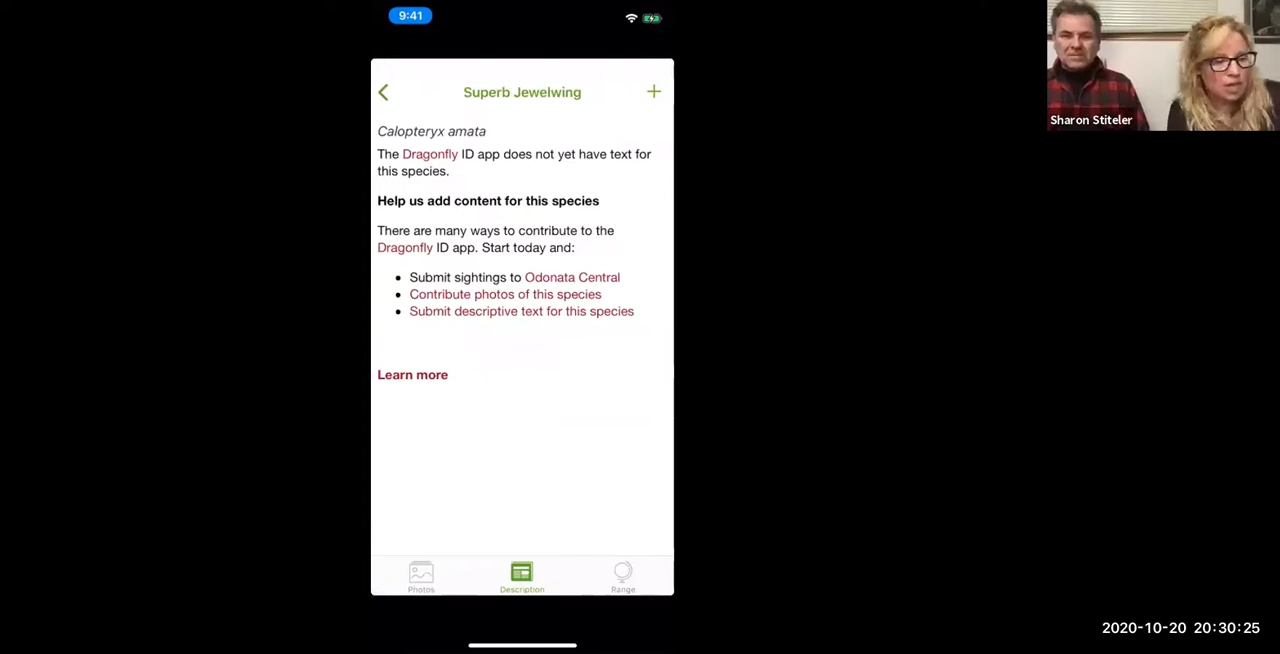 9:41
Superb Jewelwing
Calopteryx amata
The Dragonfly ID app does not yet have text for
this species.
Help us add content for this species
There are many ways to contribute to the
Dragonfly ID app. Start today and:
• Submit sightings to Odonata Central
• Contribute photos of this species
• Submit descriptive text for this species
Learn more
Photos
Description
Range
Sharon Stiteler
2020-10-20 20:30:25